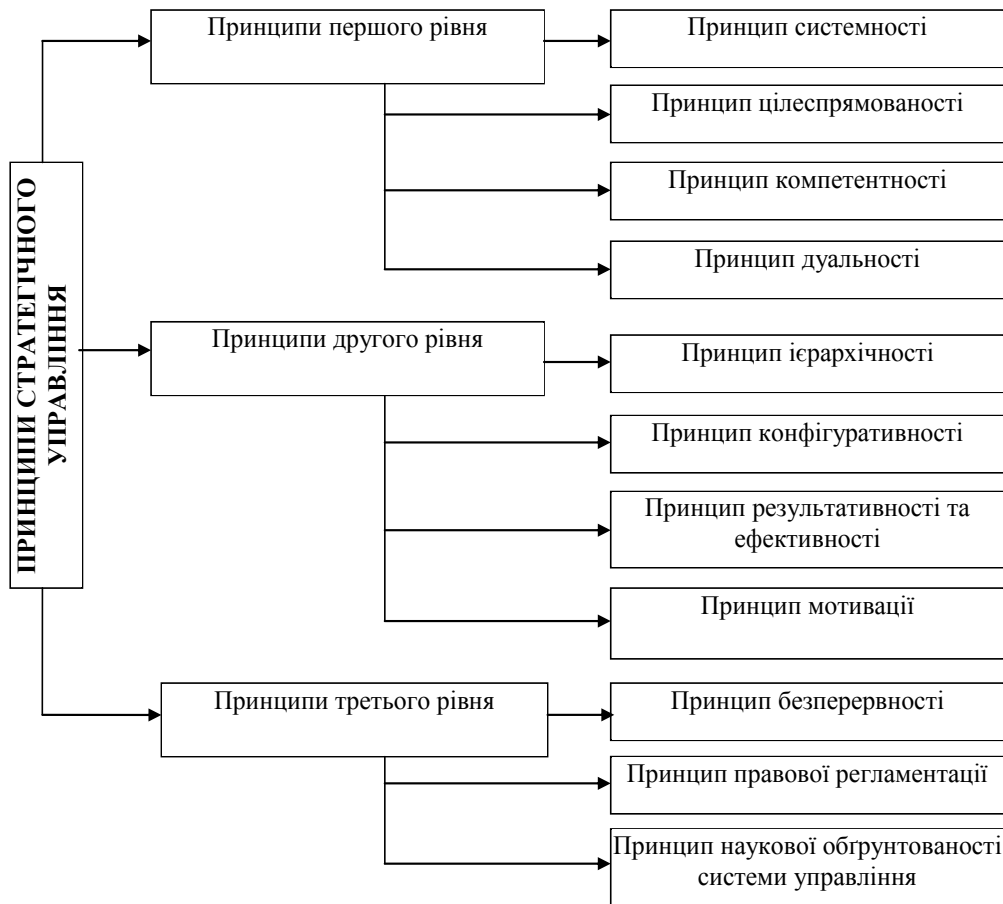 ПРИНЦИПИ СТРАТЕГІЧНОГО
УПРАВЛІННЯ
Принципи першого рівня
Принцип системності
Принцип цілеспрямованості
Принцип компетентності
Принцип дуальності
Принципи другого рівня
Принцип ієрархічності
Принцип конфігуративності
Принцип результативності та
ефективності
Принцип мотивації
Принципи третього рівня
Принцип безперервності
Принцип правової регламентації
Принцип наукової обґрунтованості
системи управління